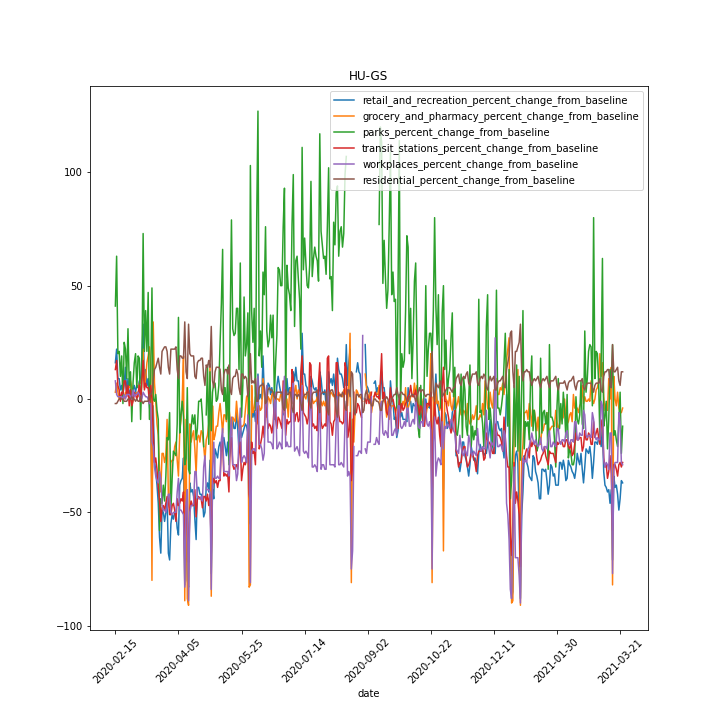 HU-GS
retail_and_recreation_percent_change_from_baseline
grocery_and_pharmacy_percent_change_from_baseline
parks_percent_change_from_baseline
transit_stations_percent_change_from_baseline
workplaces_percent_change_from_baseline
residential_percent_change_from_baseline
100
50
0
−50
−100
2020-02-15
2020-04-05
2020-05-25
2020-07-14
2020-09-02
2020-10-22
2020-12-11
2021-01-30
2021-03-21
date